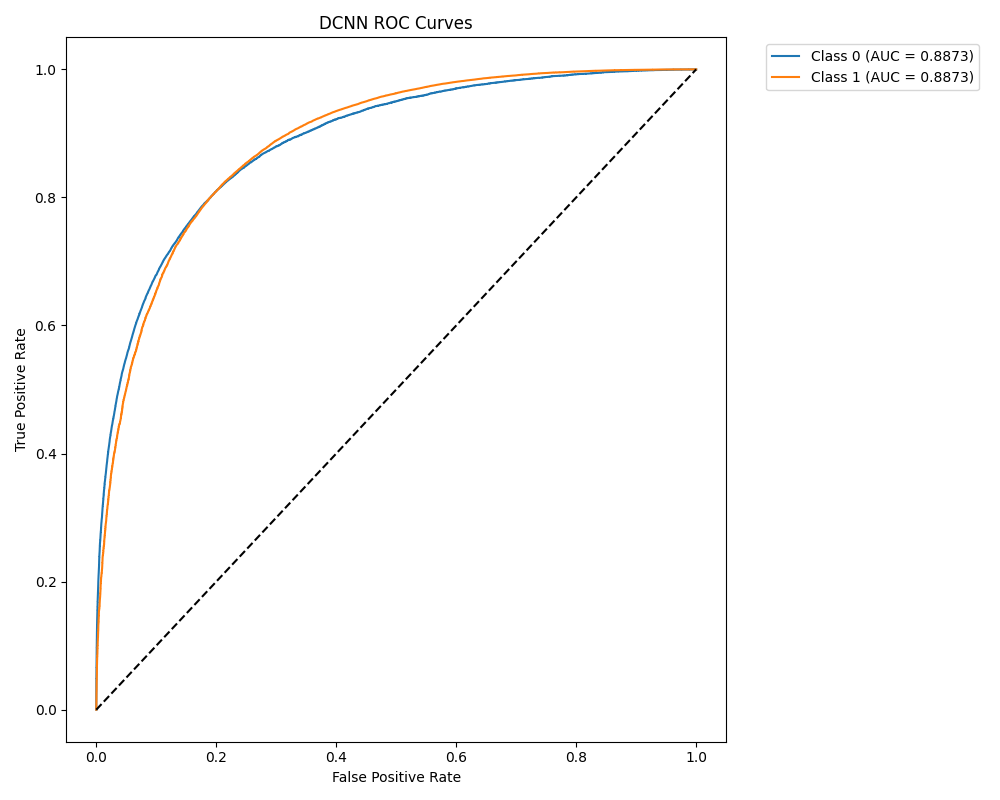 DCNN ROC Curves
Class 0 (AUC = 0.8873)
Class 1 (AUC = 0.8873)
True Positive Rate
1.0
0.8
0.6
0.4
0.2
0.0
0.0 0.2 0.4 0.6 0.8 1.0
False Positive Rate